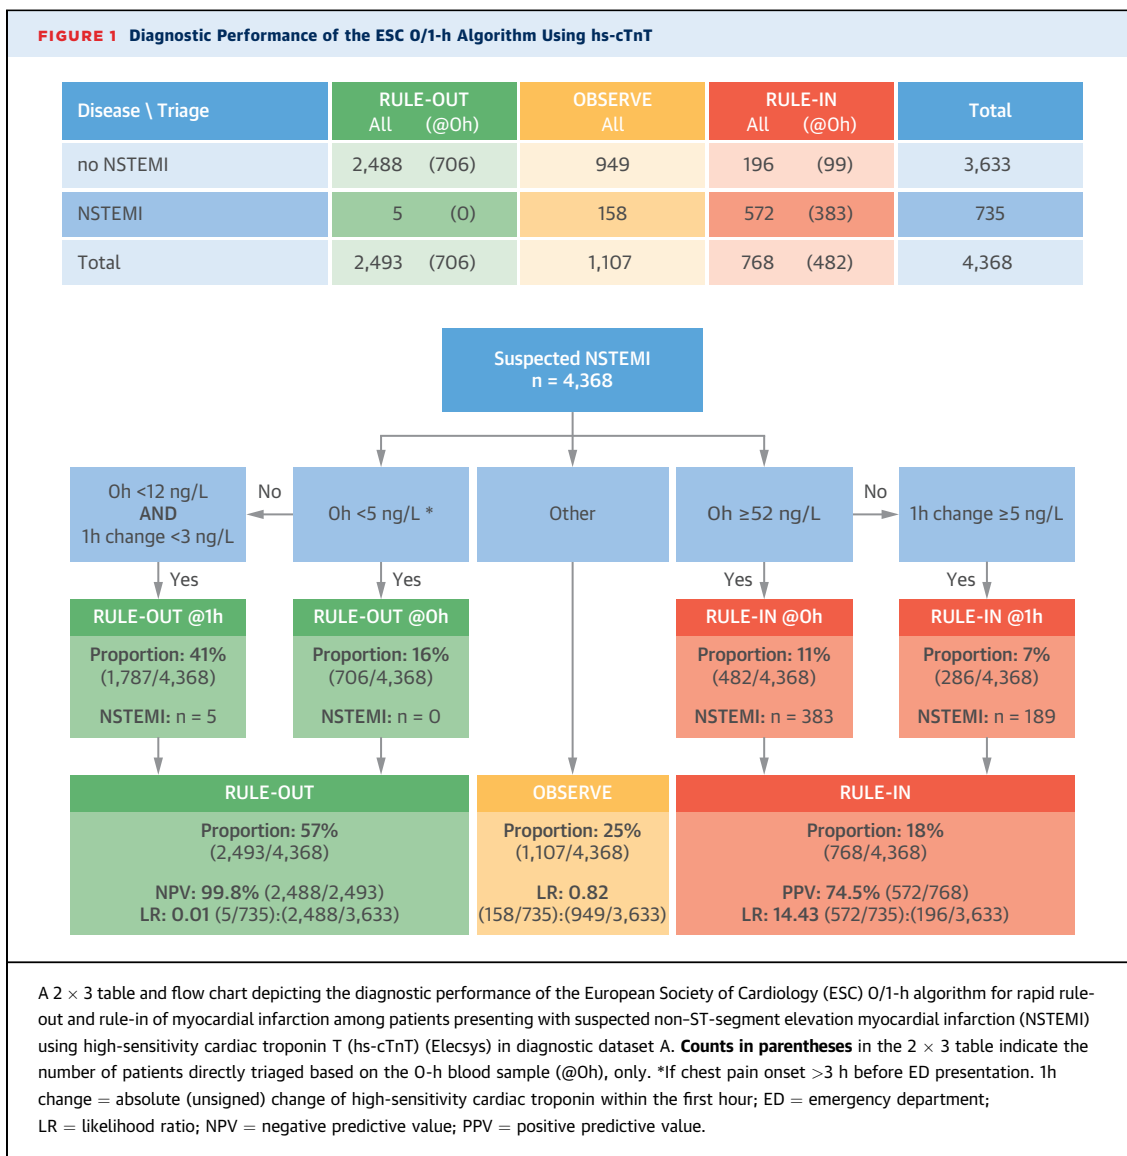 FIGURE 1 Diagnostic Performance of the ESC 0/1-h Algorithm Using hs-cTnT
Disease \ Triage
RULE-OUT
All (@0h)
OBSERVE
All
RULE-IN
All (@0h)
Total
no NSTEMI 2,488 (706) 949 196 (99) 3,633
NSTEMI 5 (0) 158 572 (383) 735
Total 2,493 (706) 1,107 768 (482) 4,368
Suspected NSTEMI
n = 4,368
0h <12 ng/L
AND
1h change <3 ng/L
No
0h <5 ng/L *
Other
0h ≥52 ng/L
No
1h change ≥5 ng/L
Yes
Yes
Yes
Yes
RULE-OUT @1h
Proportion: 41%
(1,787/4,368)
NSTEMI: n = 5
RULE-OUT @0h
Proportion: 16%
(706/4,368)
NSTEMI: n = 0
RULE-IN @0h
Proportion: 11%
(482/4,368)
NSTEMI: n = 383
RULE-IN @1h
Proportion: 7%
(286/4,368)
NSTEMI: n = 189
RULE-OUT
Proportion: 57%
(2,493/4,368)
NPV: 99.8% (2,488/2,493)
LR: 0.01 (5/735):(2,488/3,633)
OBSERVE
Proportion: 25%
(1,107/4,368)
LR: 0.82
(158/735):(949/3,633)
RULE-IN
Proportion: 18%
(768/4,368)
PPV: 74.5% (572/768)
LR: 14.43 (572/735):(196/3,633)
A 2 × 3 table and flow chart depicting the diagnostic performance of the European Society of Cardiology (ESC) 0/1-h algorithm for rapid rule-
out and rule-in of myocardial infarction among patients presenting with suspected non–ST-segment elevation myocardial infarction (NSTEMI)
using high-sensitivity cardiac troponin T (hs-cTnT) (Elecsys) in diagnostic dataset A. Counts in parentheses in the 2 × 3 table indicate the
number of patients directly triaged based on the 0-h blood sample (@0h), only. *If chest pain onset >3 h before ED presentation. 1h
change = absolute (unsigned) change of high-sensitivity cardiac troponin within the first hour; ED = emergency department;
LR = likelihood ratio; NPV = negative predictive value; PPV = positive predictive value.